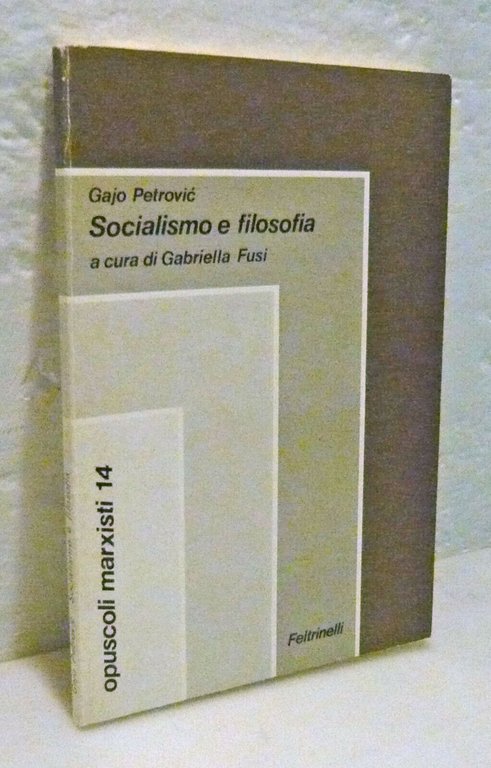 Gajo Petrović
Socialismo e filosofia
a cura di Gabriella Fusi
opuscoli marxisti 14
Feltrinelli